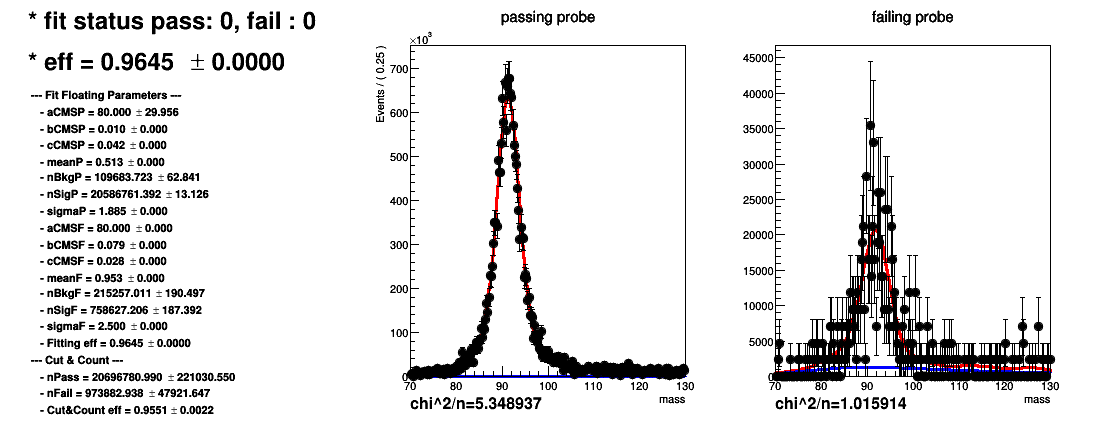 * fit status pass: 0, fail : 0
* eff = 0.9645 ± 0.0000
--- Fit Floating Parameters ---
- aCMSP = 80.000 ± 29.956
- bCMSP = 0.010 ± 0.000
- cCMSP = 0.042 ± 0.000
- meanP = 0.513 ± 0.000
- nBkgP = 109683.723 ± 62.841
- nSigP = 20586761.392 ± 13.126
- sigmaP = 1.885 ± 0.000
- aCMSF = 80.000 ± 0.000
- bCMSF = 0.079 ± 0.000
- cCMSF = 0.028 ± 0.000
- meanF = 0.953 ± 0.000
- nBkgF = 215257.011 ± 190.497
- nSigF = 758627.206 ± 187.392
- sigmaF = 2.500 ± 0.000
- Fitting eff = 0.9645 ± 0.0000
--- Cut & Count ---
- nPass = 20696780.990 ± 221030.550
- nFail = 973882.938 ± 47921.647
- Cut&Count eff = 0.9551 ± 0.0022
passing probe
×10³
Events / ( 0.25 )
700
600
500
400
300
200
100
0
70 80 90 100 110 120 130
mass
chi^2/n=5.348937
failing probe
45000
40000
35000
30000
25000
20000
15000
10000
5000
0
70 80 90 100 110 120 130
mass
chi^2/n=1.015914